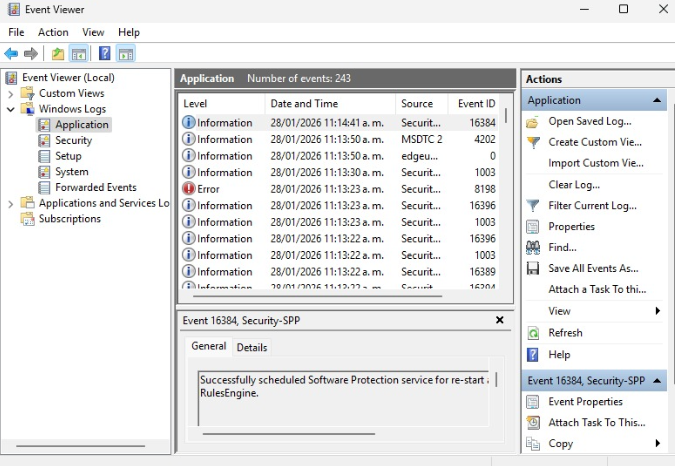 Event Viewer
File Action View Help
Event Viewer (Local)
Custom Views
Windows Logs
Application
Security
Setup
System
Forwarded Events
Applications and Services Lo
Subscriptions
Application Number of events: 243
Level Date and Time Source Event ID
Information 28/01/2026 11:14:41 a. m. Securit... 16384
Information 28/01/2026 11:13:50 a. m. MSDTC 2 4202
Information 28/01/2026 11:13:50 a. m. edgeu... 0
Information 28/01/2026 11:13:30 a. m. Securit... 1003
Error 28/01/2026 11:13:23 a. m. Securit... 8198
Information 28/01/2026 11:13:23 a. m. Securit... 16396
Information 28/01/2026 11:13:23 a. m. Securit... 1003
Information 28/01/2026 11:13:22 a. m. Securit... 16396
Information 28/01/2026 11:13:22 a. m. Securit... 1003
Information 28/01/2026 11:13:22 a. m. Securit... 16389
Information 28/01/2026 11:13:22 a. m. Securit... 16394
Event 16384, Security-SPP
General Details
Successfully scheduled Software Protection service for re-start
RulesEngine.
Actions
Application
Open Saved Log...
Create Custom Vie...
Import Custom Vie...
Clear Log...
Filter Current Log...
Properties
Find...
Save All Events As...
Attach a Task To thi...
View
Refresh
Help
Event 16384, Security-SPP
Event Properties
Attach Task To This...
Copy